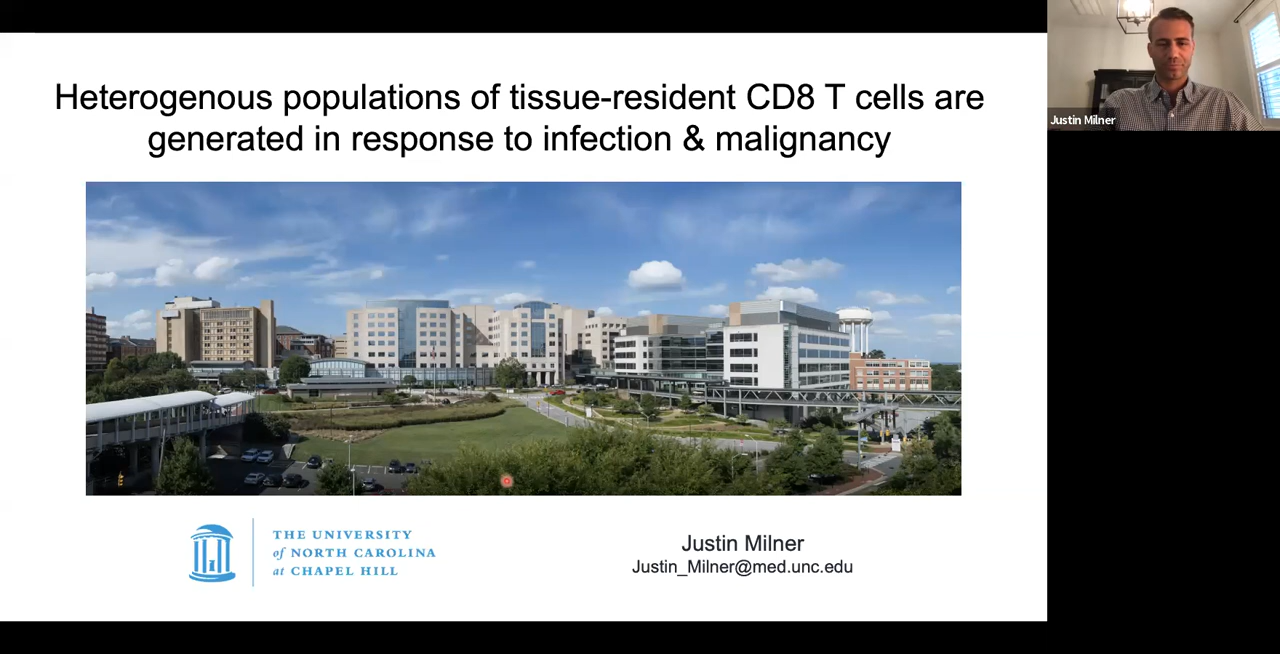 Heterogenous populations of tissue-resident CD8 T cells are
generated in response to infection & malignancy
Justin Milner
THE UNIVERSITY
of NORTH CAROLINA
at CHAPEL HILL
Justin Milner
Justin_Milner@med.unc.edu